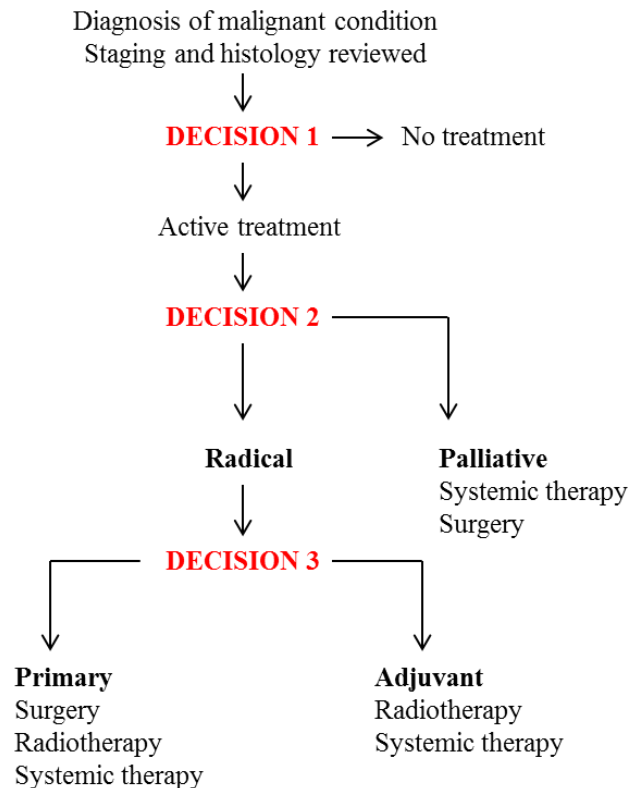 Diagnosis of malignant condition
Staging and histology reviewed
DECISION 1
No treatment
Active treatment
DECISION 2
Radical
Palliative
Systemic therapy
Surgery
DECISION 3
Primary
Surgery
Radiotherapy
Systemic therapy
Adjuvant
Radiotherapy
Systemic therapy